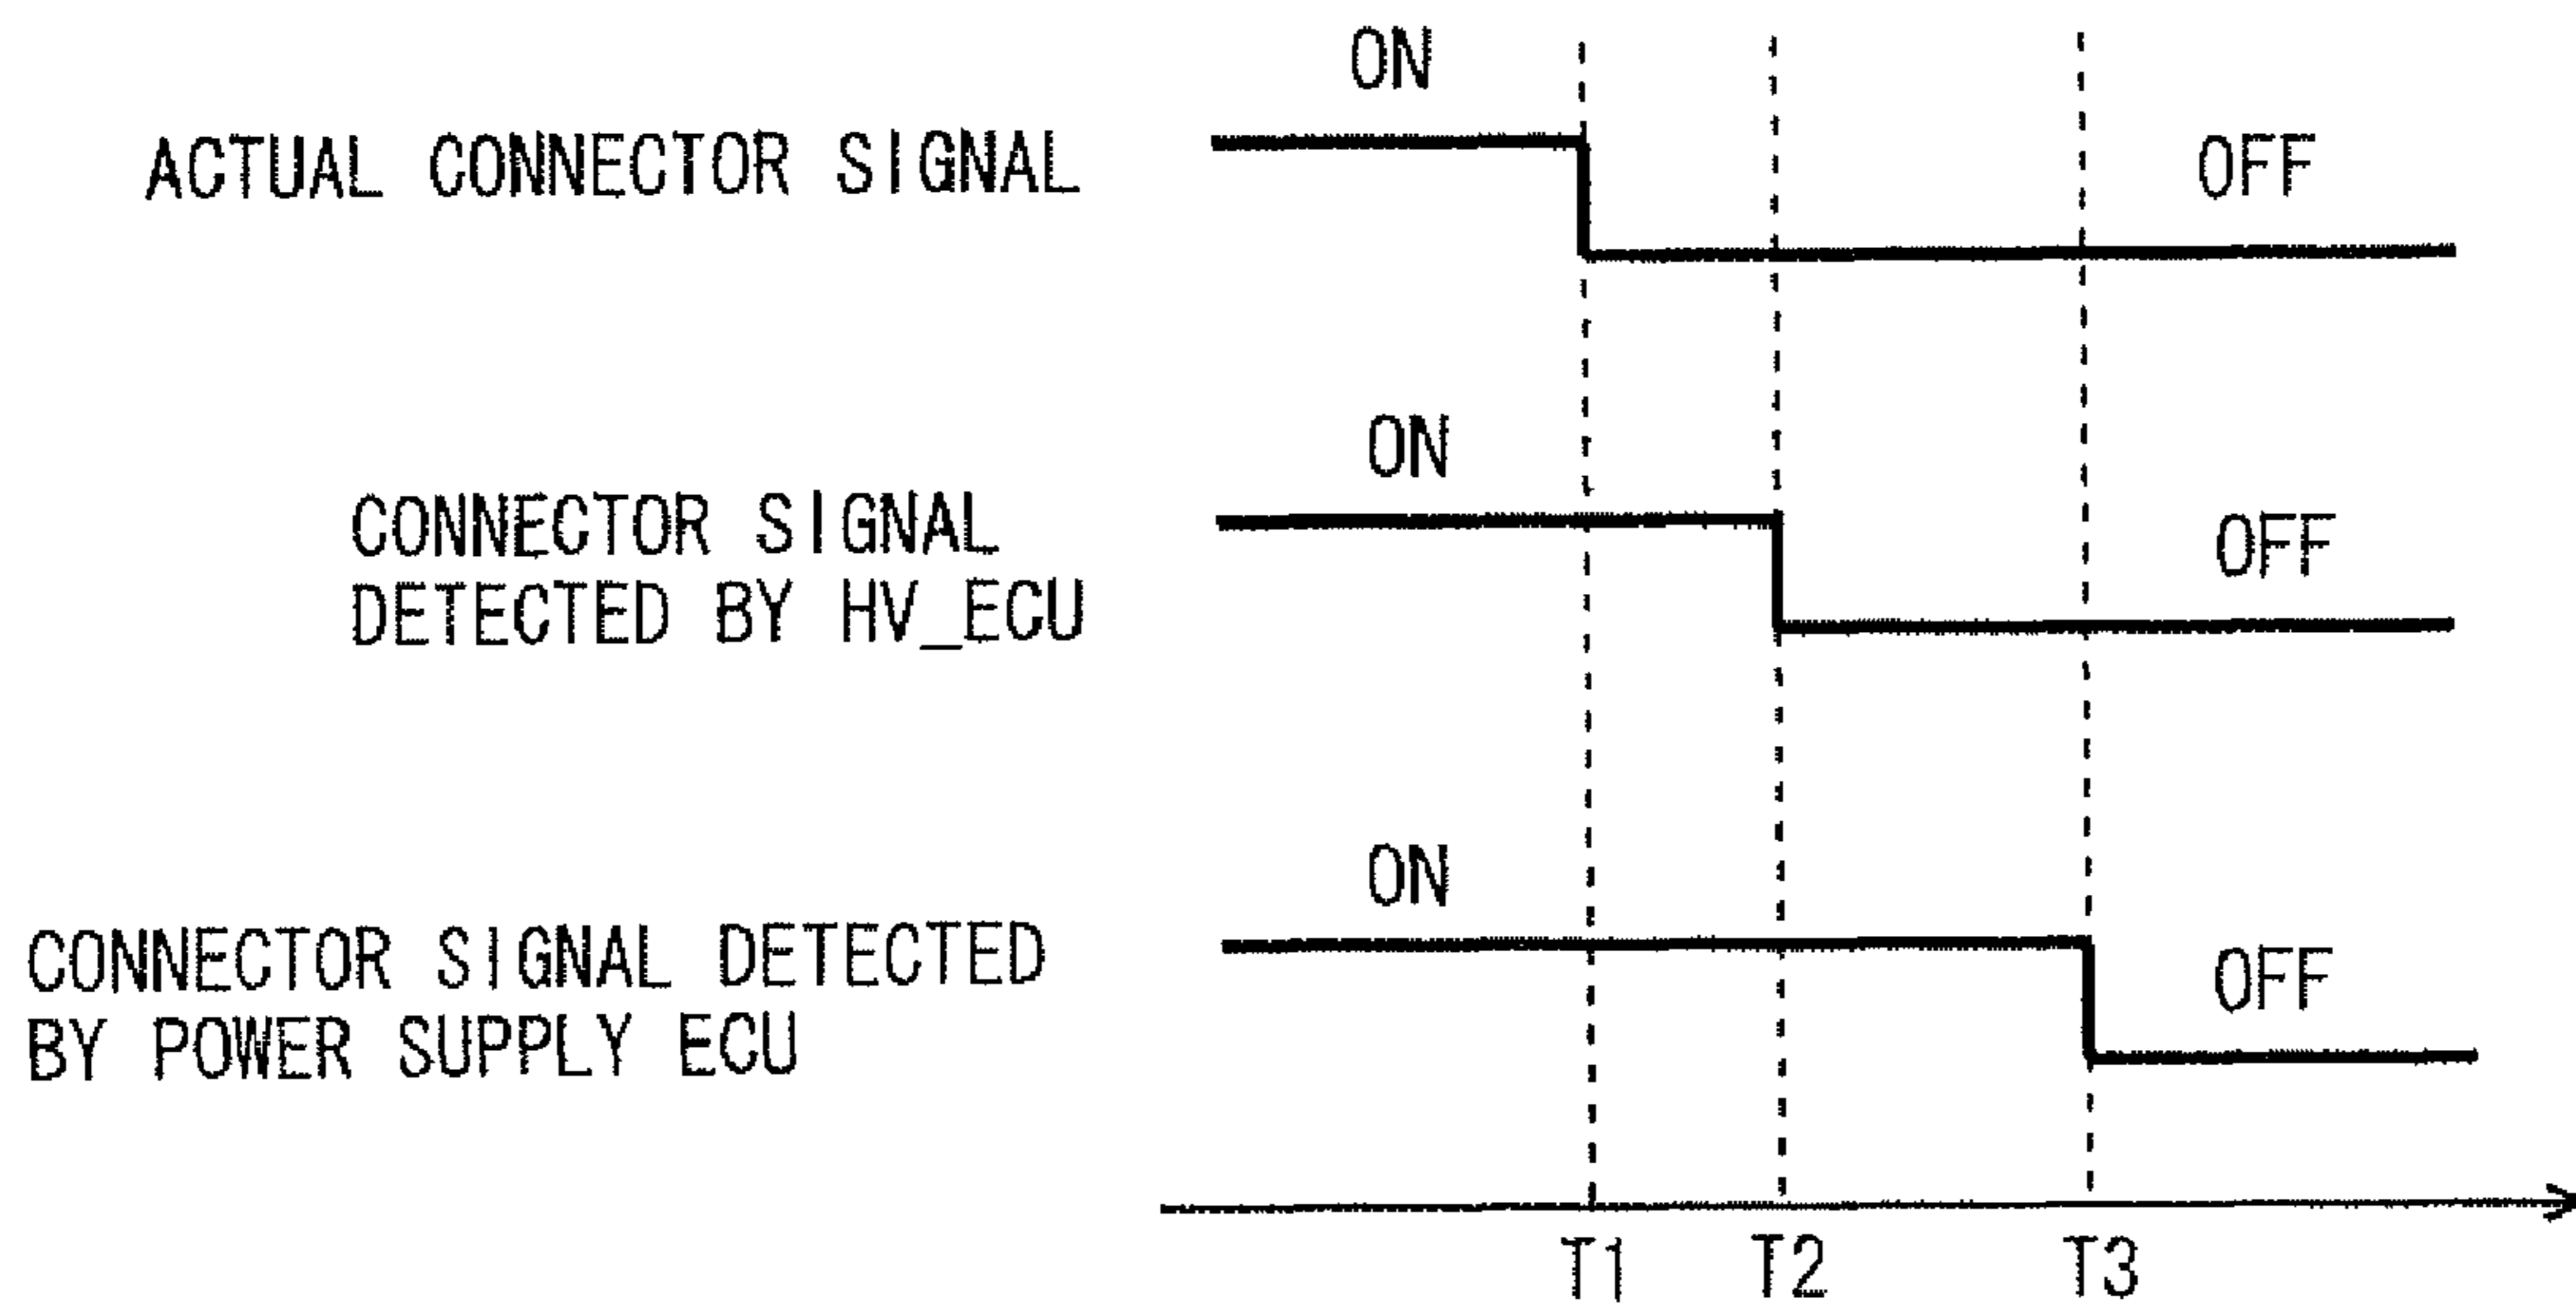 ON
ACTUAL CONNECTOR SIGNAL
OFF
ON
CONNECTOR SIGNAL
DETECTED BY HV_ECU
OFF
ON
CONNECTOR SIGNAL DETECTED
BY POWER SUPPLY ECU
OFF
T1 T2 T3